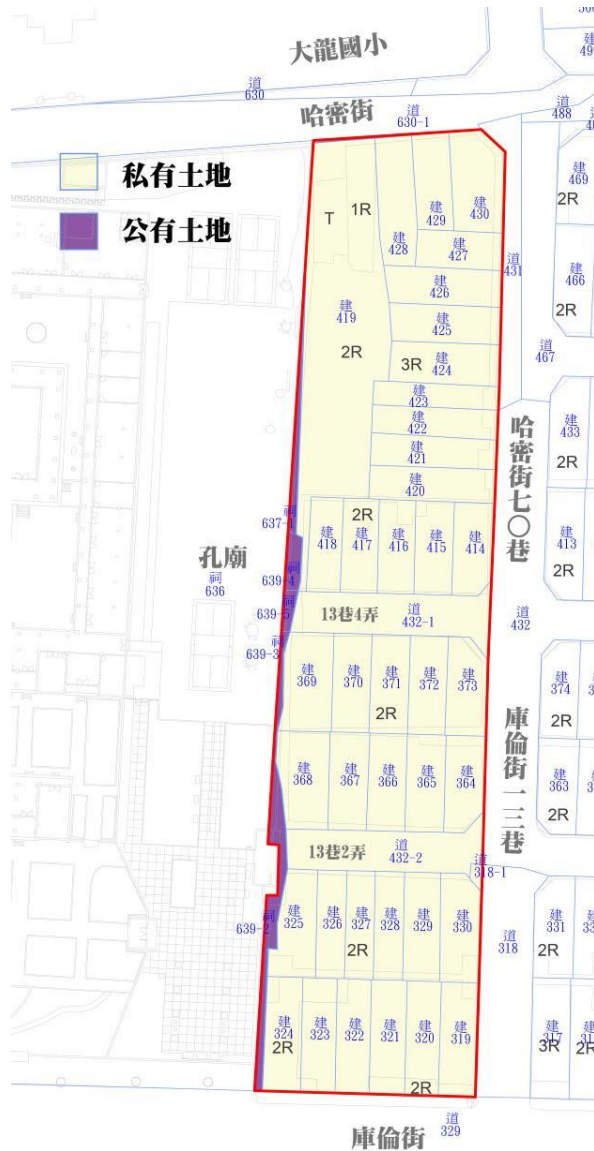 大龍國小
道
630
哈密街
道
630-1
道
488
建
469
2R
私有土地
公有土地
T
1R
建
428
建
429
建
430
建
427
道
431
建
426
建
466
2R
建
419
2R
建
425
3R
建
424
道
467
建
423
建
422
建
421
建
420
哈密街七〇巷
建
433
2R
祠
637-1
建
418
2R
建
417
建
416
建
415
建
414
建
413
2R
孔廟
祠
636
祠
639-4
祠
639-5
13巷4弄
道
432-1
道
432
祠
639-3
建
369
建
370
建
371
2R
建
372
建
373
建
374
2R
建
368
建
367
建
366
建
365
建
364
庫倫街一三巷
建
363
2R
13巷2弄
道
432-2
道
318-1
祠
639-2
建
325
建
326
建
327
2R
建
328
建
329
建
330
道
318
建
331
2R
建
324
2R
建
323
建
322
建
321
建
320
2R
建
319
建
317
3R
2R
庫倫街
道
329